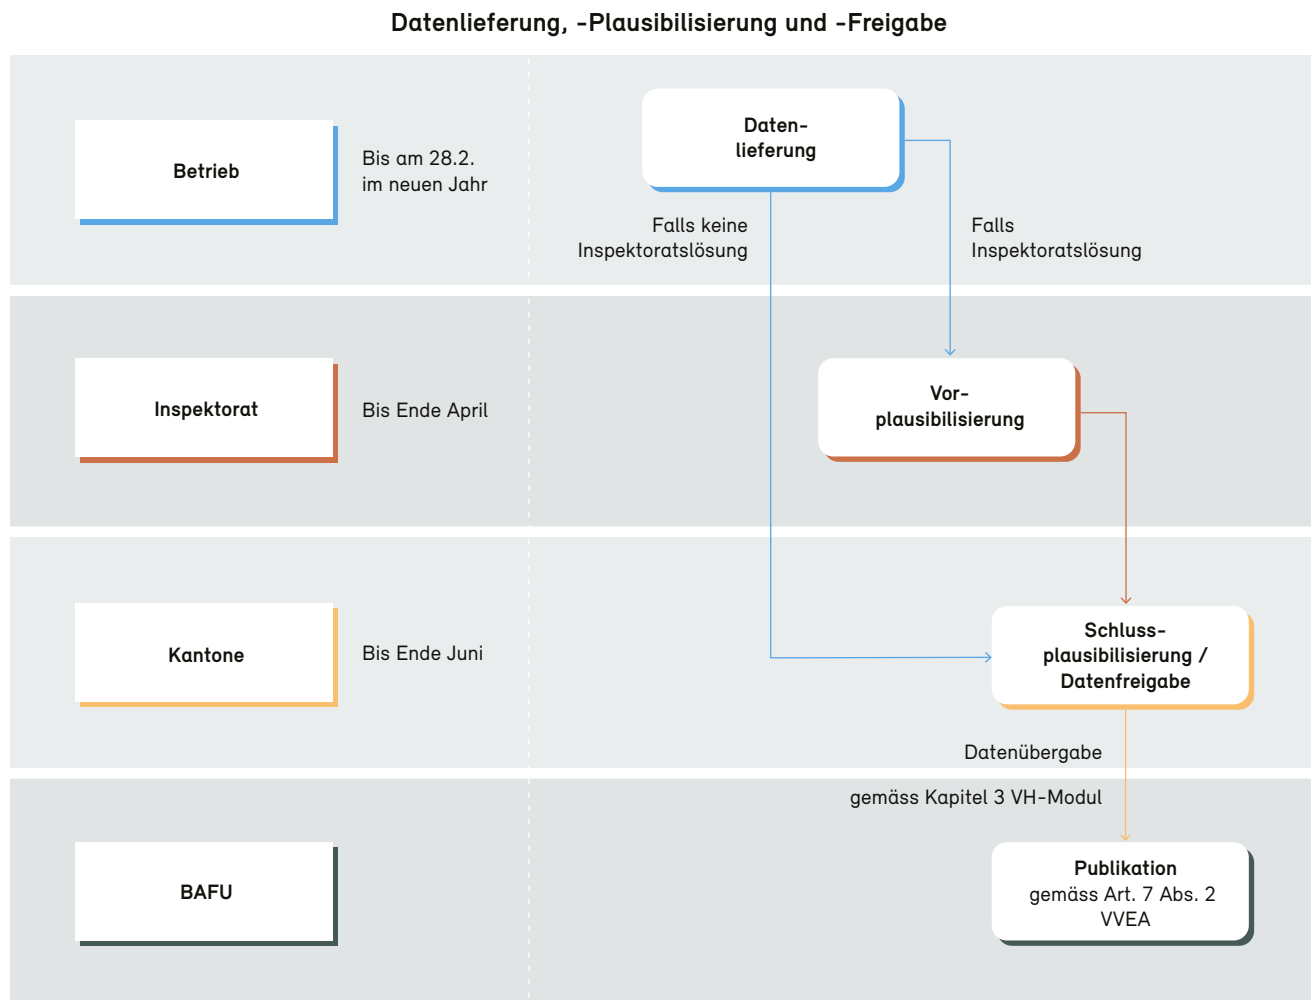 Datenlieferung, -Plausibilisierung und -Freigabe
Betrieb
Bis am 28.2.
im neuen Jahr
Daten-
lieferung
Falls keine
Inspektoratslösung
Falls
Inspektoratslösung
Inspektorat
Bis Ende April
Vor-
plausibilisierung
Kantone
Bis Ende Juni
Schluss-
plausibilisierung /
Datenfreigabe
Datenübergabe
gemäss Kapitel 3 VH-Modul
BAFU
Publikation
gemäss Art. 7 Abs. 2
VVEA